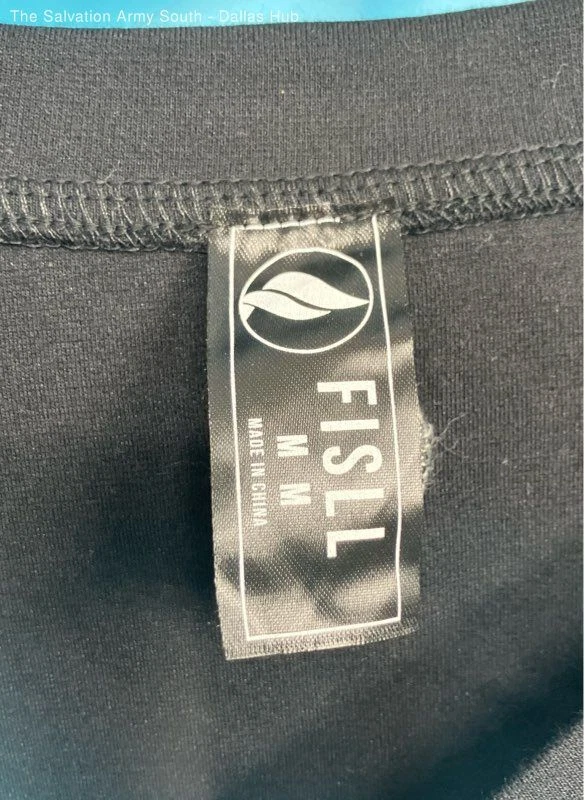 The Salvation Army South - Dallas Hub
FISLL
M M
MADE IN CHINA